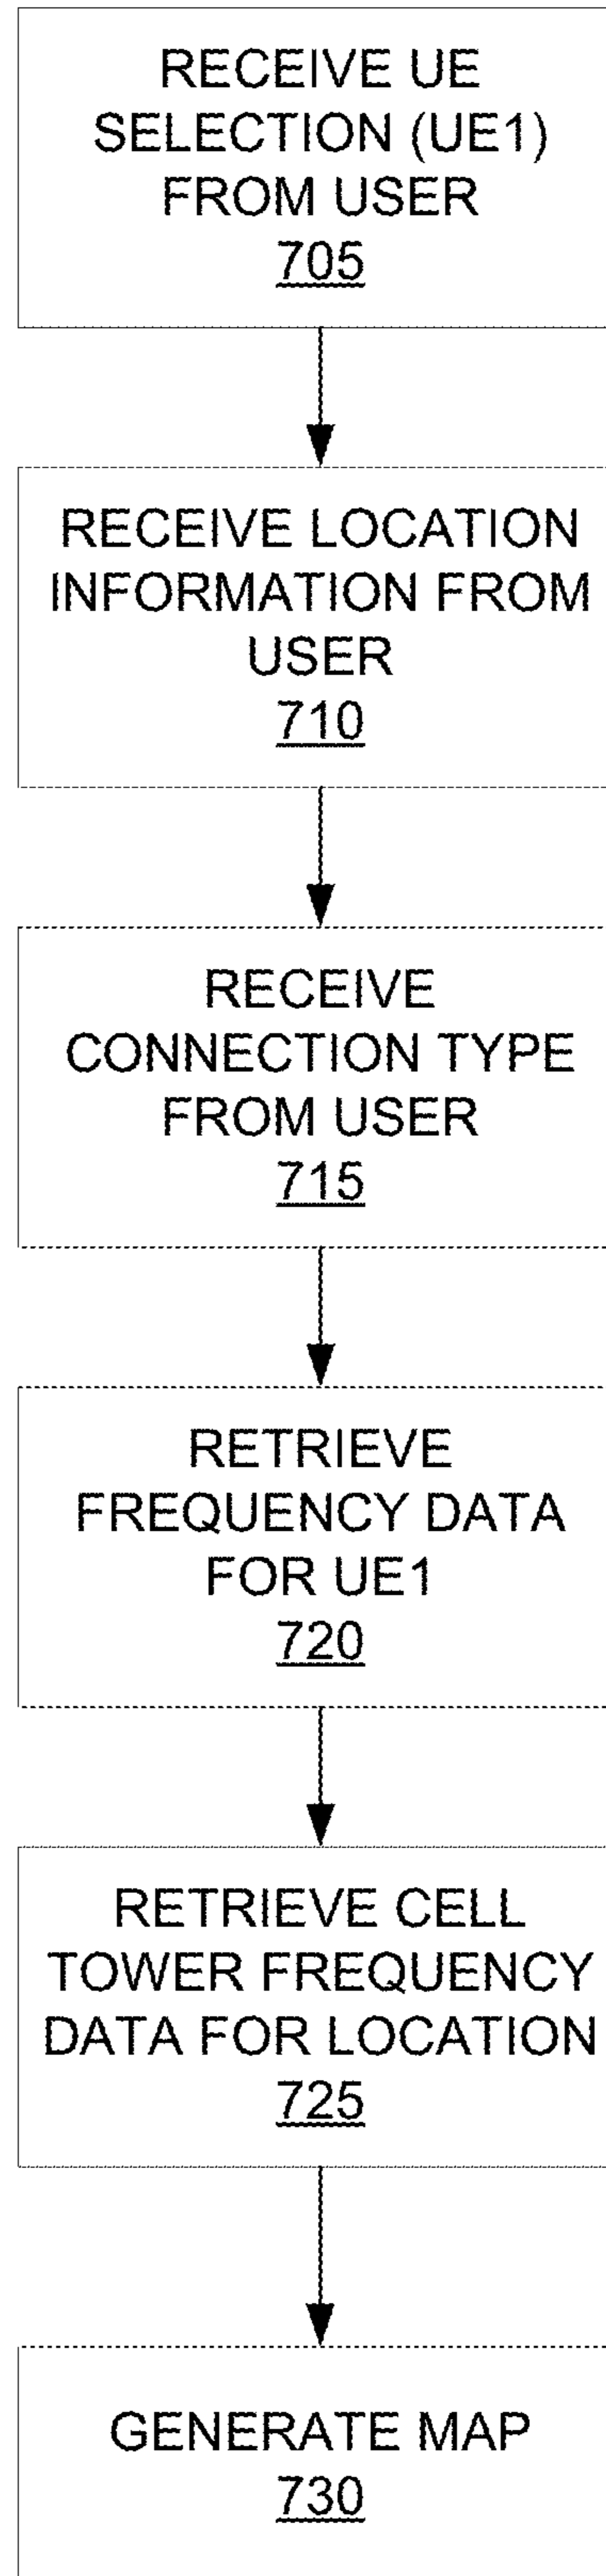 RECEIVE UE
SELECTION (UE1)
FROM USER
705
RECEIVE LOCATION
INFORMATION FROM
USER
710
RECEIVE
CONNECTION TYPE
FROM USER
715
RETRIEVE
FREQUENCY DATA
FOR UE1
720
RETRIEVE CELL
TOWER FREQUENCY
DATA FOR LOCATION
725
GENERATE MAP
730